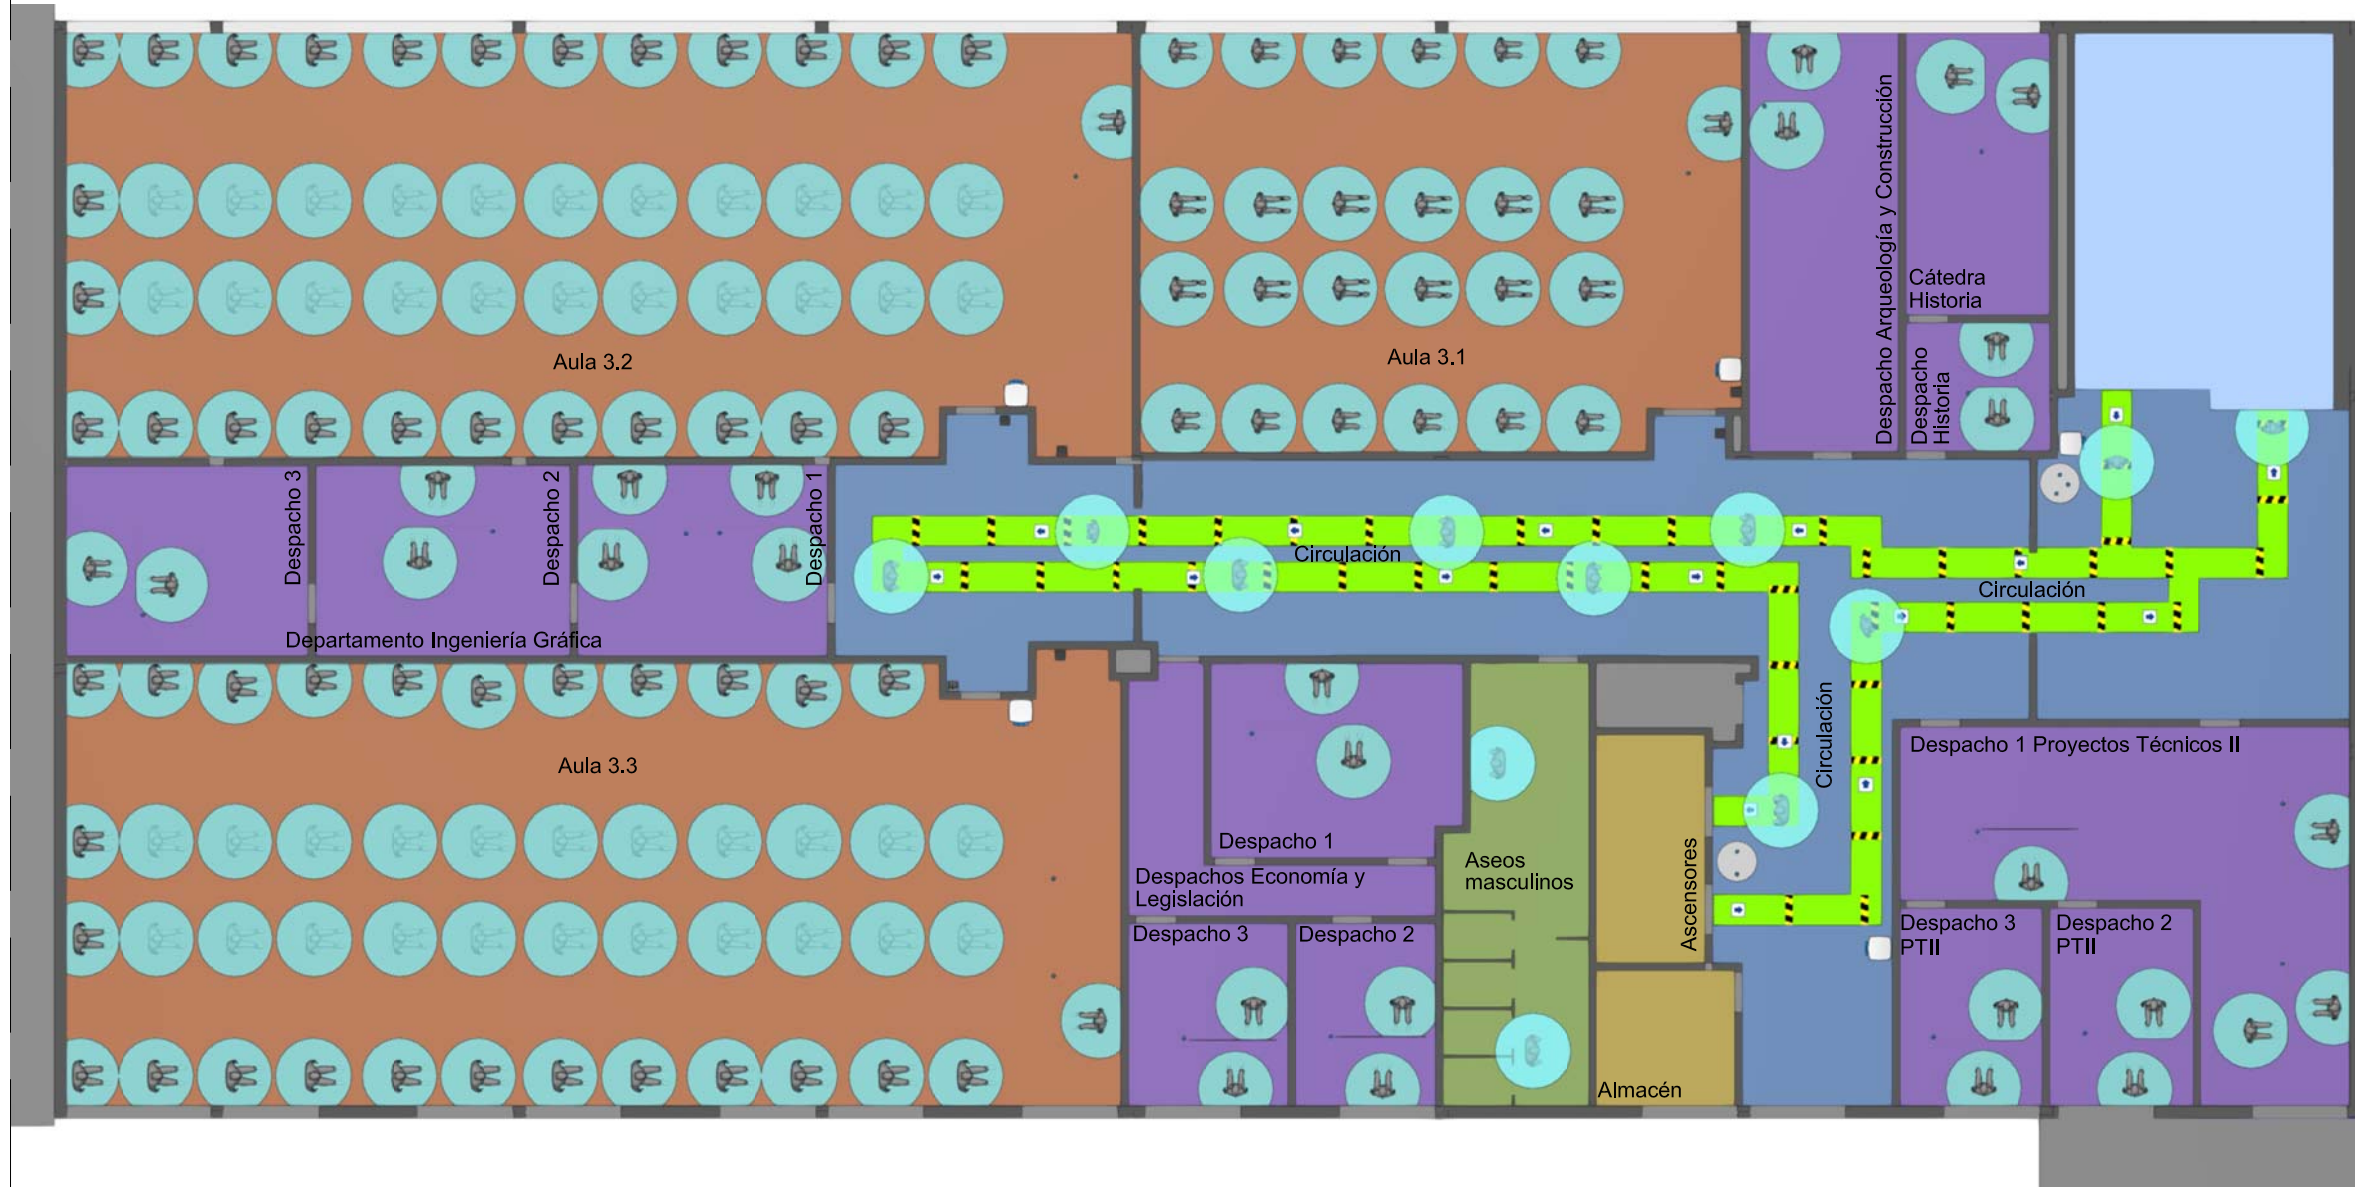 Aula 3.2
Aula 3.1
Despacho Arqueología y Construcción
Cátedra
Historia
Despacho
Historia
Despacho 3
Despacho 2
Despacho 1
Departamento Ingeniería Gráfica
Circulación
Circulación
Circulación
Aula 3.3
Despacho 1
Despachos Economía y
Legislación
Despacho 3
Despacho 2
Aseos
masculinos
Ascensores
Almacén
Despacho 1 Proyectos Técnicos II
Despacho 3
PTII
Despacho 2
PTII